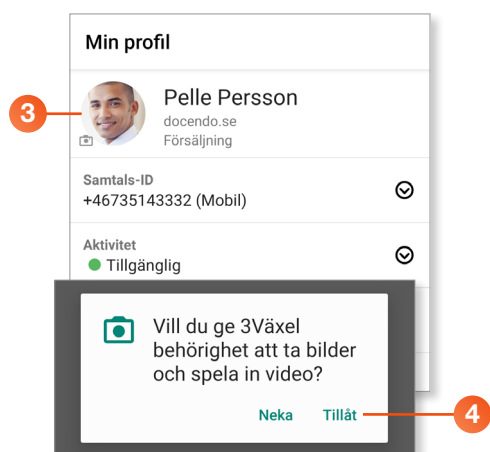 Min profil
3
Pelle Persson
docendo.se
Försäljning
Samtals-ID
+46735143332 (Mobil)
Aktivitet
Tillgänglig
Vill du ge 3Växel
behörighet att ta bilder
och spela in video?
Neka Tillåt
4